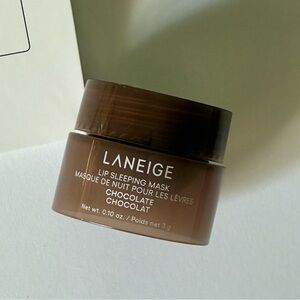 LANEIGE
LIP SLEEPING MASK
MASQUE DE NUIT POUR LES LÈVRES
CHOCOLATE
CHOCOLAT
Net wt. 0.10 oz. / Poids net 3 g